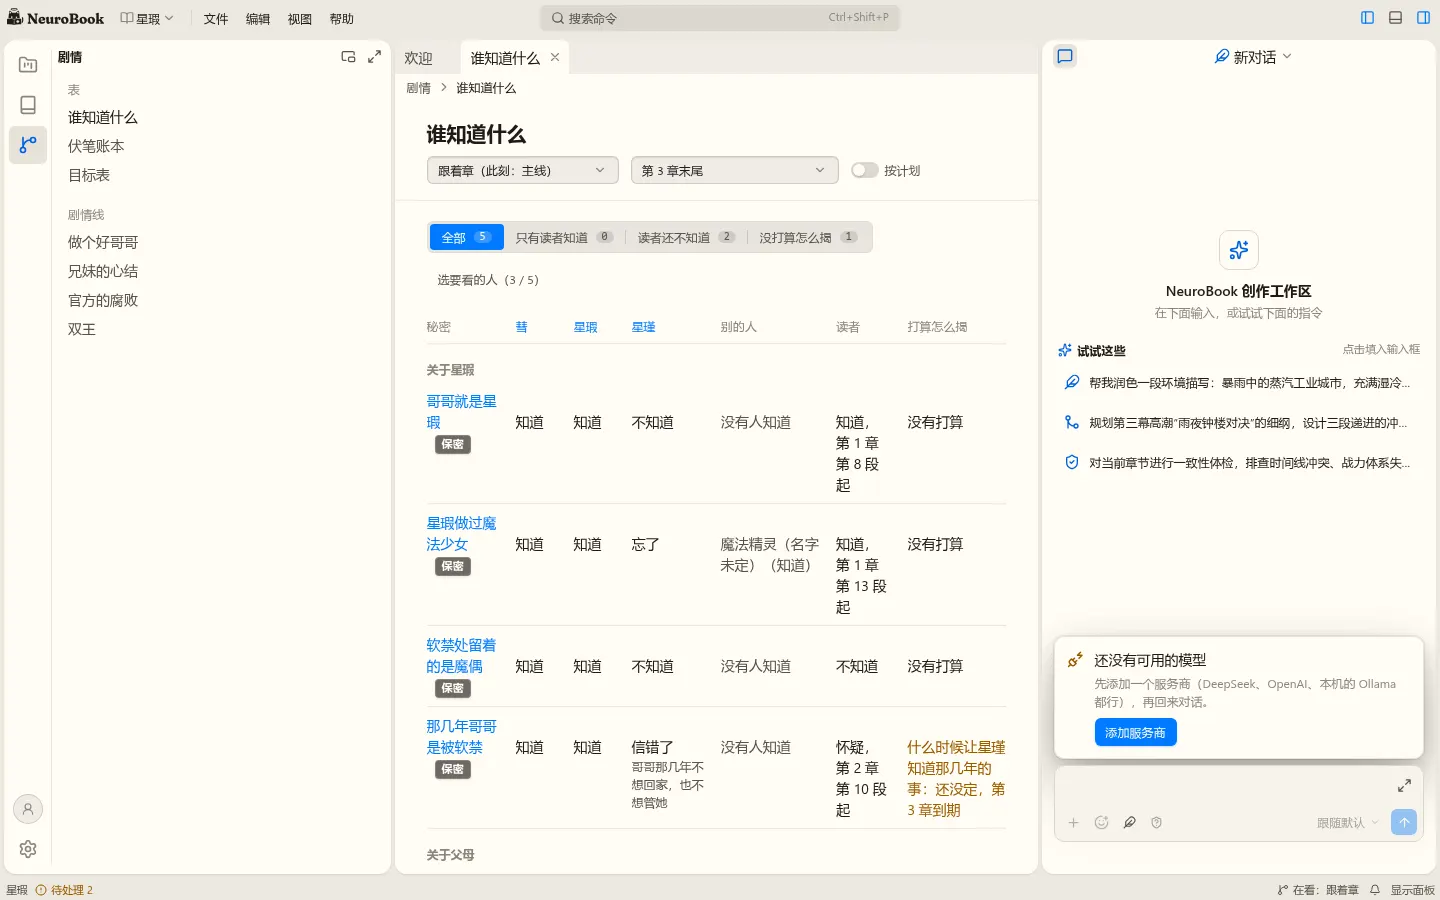 NeuroBook 星瑕 文件 编辑 视图 帮助 搜索命令 Ctrl+Shift+P
剧情
表
谁知道什么
伏笔账本
目标表
剧情线
做个好哥哥
兄妹的心结
官方的腐败
双王
欢迎 谁知道什么
剧情 > 谁知道什么
谁知道什么
跟着章（此刻：主线） 第 3 章末尾 按计划
全部 5 只有读者知道 0 读者还不知道 2 没打算怎么揭 1
选要看的人（3 / 5）
秘密 彗 星瑕 星瑾 别的人 读者 打算怎么揭
关于星瑕
哥哥就是星
瑕
保密
知道 知道 不知道 没有人知道 知道，
第 1 章
第 8 段
起
没有打算
星瑕做过魔
法少女
保密
知道 知道 忘了 魔法精灵（名字
未定）（知道）
知道，
第 1 章
第 13 段
起
没有打算
软禁处留着
的是魔偶
保密
知道 知道 不知道 没有人知道 不知道 没有打算
那几年哥哥
是被软禁
保密
知道 知道 信错了
哥哥那几年不
想回家，也不
想管她
没有人知道
怀疑，
第 2 章
第 10 段
起
什么时候让星瑾
知道那几年的
事：还没定，第
3 章到期
关于父母
新对话
NeuroBook 创作工作区
在下面输入，或试试下面的指令
试试这些 点击填入输入框
帮我润色一段环境描写：暴雨中的蒸汽工业城市，充满湿冷...
规划第三幕高潮“雨夜钟楼对决”的细纲，设计三段递进的冲...
对当前章节进行一致性体检，排查时间线冲突、战力体系失...
还没有可用的模型
先添加一个服务商（DeepSeek、OpenAI、本机的 Ollama
都行），再回来对话。
添加服务商
跟随默认
星瑕 待处理 2 在看：跟着章 显示面板